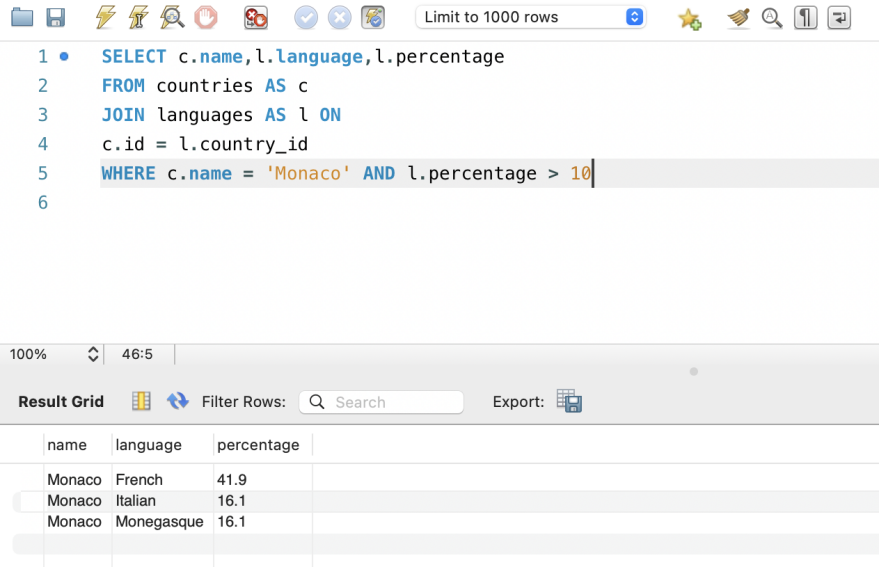 Limit to 1000 rows
1 SELECT c.name,l.language,l.percentage
2 FROM countries AS c
3 JOIN languages AS l ON
4 c.id = l.country_id
5 WHERE c.name = 'Monaco' AND l.percentage > 10
6
100% 46:5
Result Grid Filter Rows: Search Export:
name language percentage
Monaco French 41.9
Monaco Italian 16.1
Monaco Monegasque 16.1